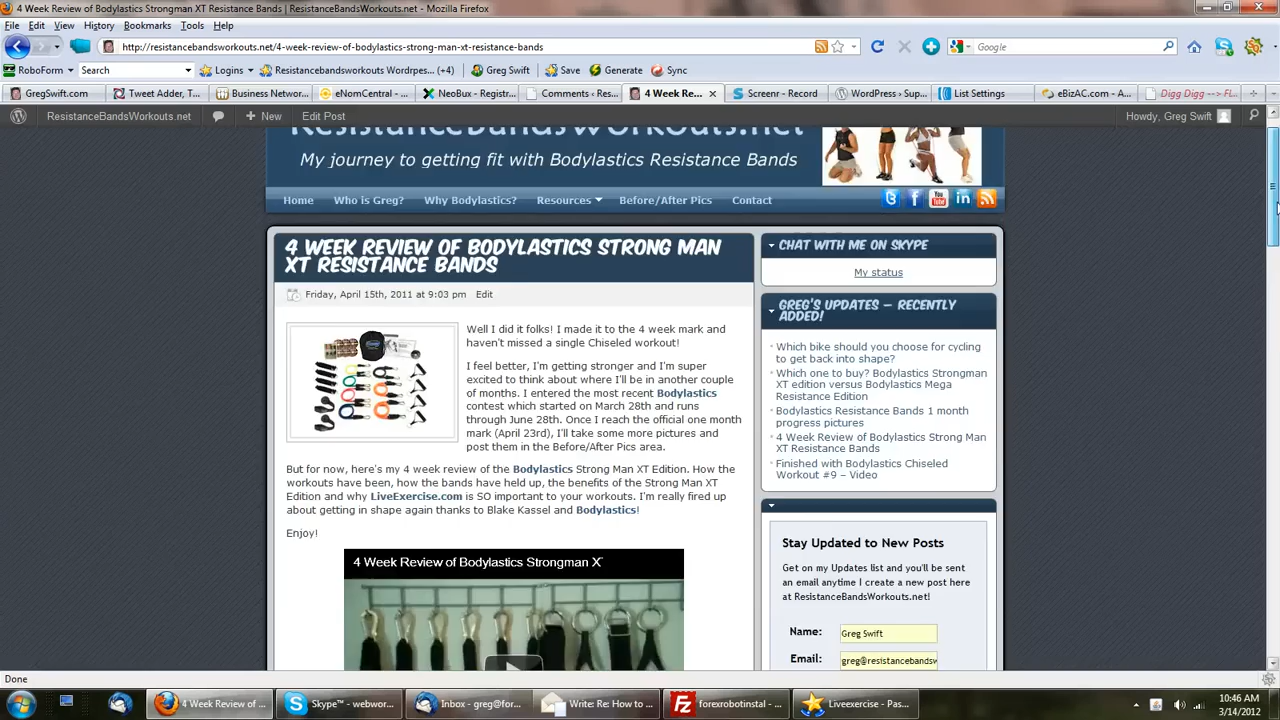 4 Week Review of Bodylastics Strongman XT Resistance Bands | ResistanceBandsWorkouts.net - Mozilla Firefox
File Edit View History Bookmarks Tools Help
http://resistancebandsworkouts.net/4-week-review-of-bodylastics-strong-man-xt-resistance-bands
Google
RoboForm Search Logins Resistancebandsworkouts Wordrpes... (+4) Greg Swift Save Generate Sync
GregSwift.com Tweet Adder, T... Business Networ... eNomCentral - ... NeoBux - Registr... Comments ‹ Res... 4 Week Re... Screenr - Record WordPress › Sup... List Settings eBizAC.com - A... Digg Digg --> FL
ResistanceBandsWorkouts.net New Edit Post Howdy, Greg Swift
ResistanceBandsWorkouts.net
My journey to getting fit with Bodylastics Resistance Bands
Home Who is Greg? Why Bodylastics? Resources Before/After Pics Contact
You Tube
4 WEEK REVIEW OF BODYLASTICS STRONG MAN
XT RESISTANCE BANDS
Friday, April 15th, 2011 at 9:03 pm Edit
Well I did it folks! I made it to the 4 week mark and
haven't missed a single Chiseled workout!
I feel better, I'm getting stronger and I'm super
excited to think about where I'll be in another couple
of months. I entered the most recent Bodylastics
contest which started on March 28th and runs
through June 28th. Once I reach the official one month
mark (April 23rd), I'll take some more pictures and
post them in the Before/After Pics area.
But for now, here's my 4 week review of the Bodylastics Strong Man XT Edition. How the
workouts have been, how the bands have held up, the benefits of the Strong Man XT
Edition and why LiveExercise.com is SO important to your workouts. I'm really fired up
about getting in shape again thanks to Blake Kassel and Bodylastics!
Enjoy!
4 Week Review of Bodylastics Strongman X
CHAT WITH ME ON SKYPE
My status
GREG'S UPDATES – RECENTLY
ADDED!
Which bike should you choose for cycling
to get back into shape?
Which one to buy? Bodylastics Strongman
XT edition versus Bodylastics Mega
Resistance Edition
Bodylastics Resistance Bands 1 month
progress pictures
4 Week Review of Bodylastics Strong Man
XT Resistance Bands
Finished with Bodylastics Chiseled
Workout #9 – Video
Stay Updated to New Posts
Get on my Updates list and you'll be sent
an email anytime I create a new post here
at ResistanceBandsWorkouts.net!
Name: Greg Swift
Email: greg@resistancebandsw
Done
4 Week Review of ... Skype™ - webwor... Inbox - greg@for... Write: Re: How to ... forexrobotinstal - ... Liveexercise - Pas...
10:46 AM
3/14/2012